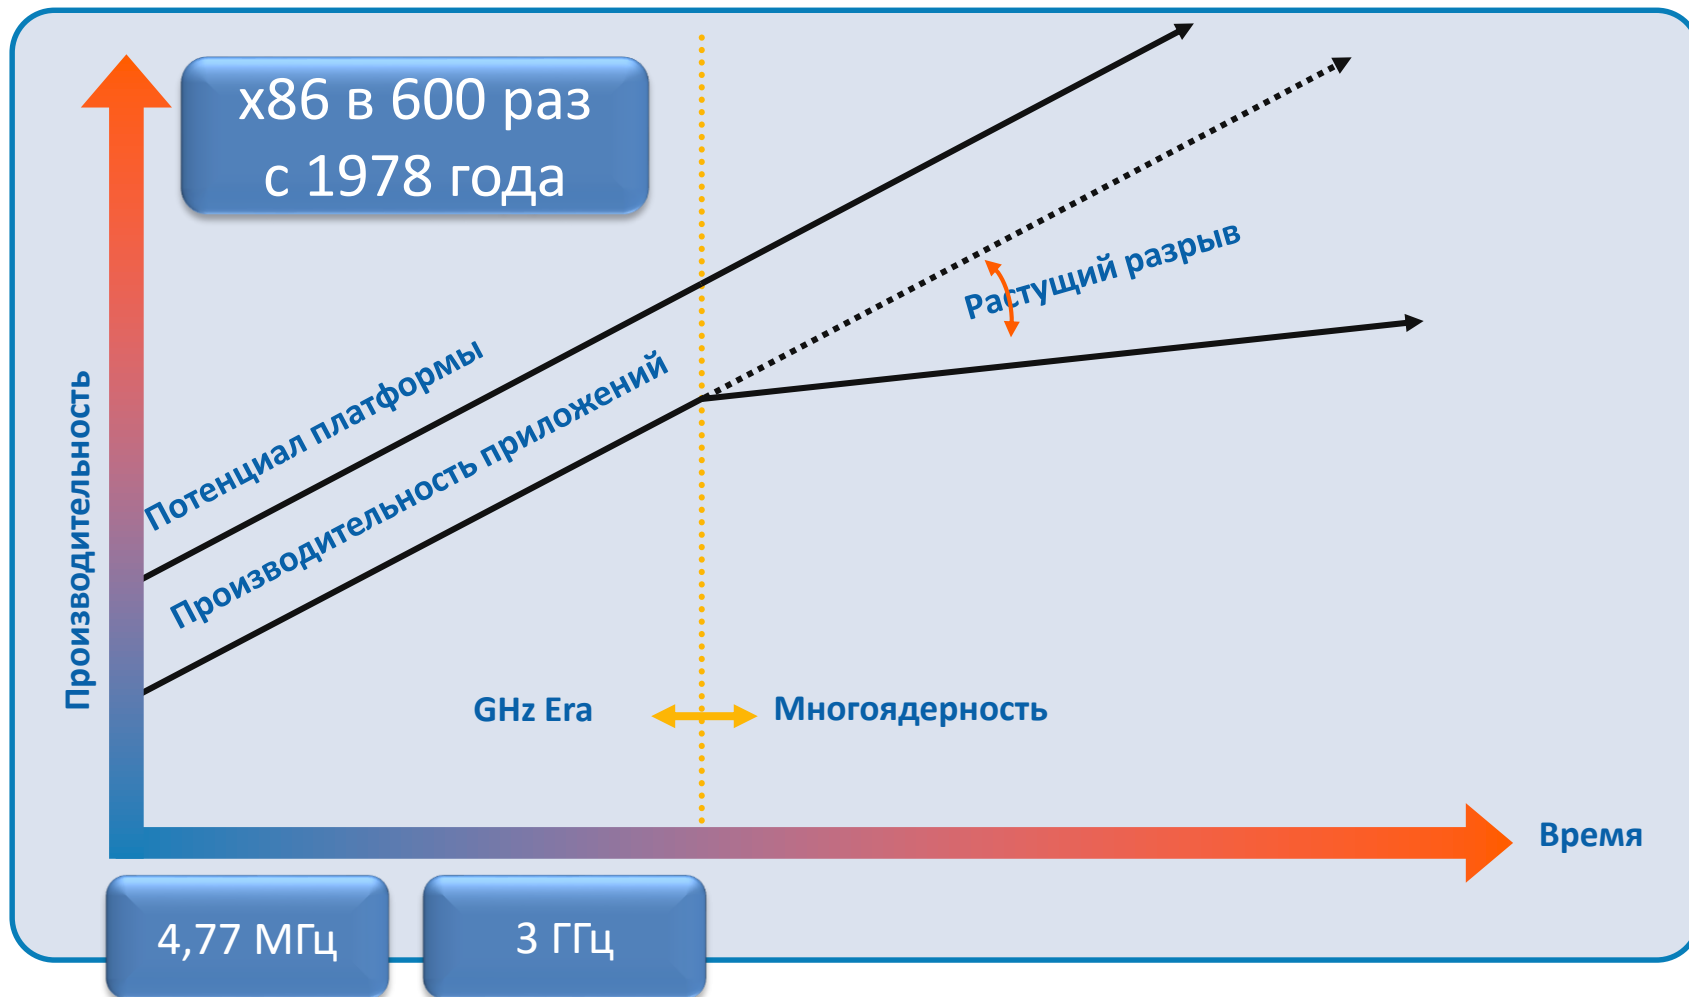 x86 в 600 раз
с 1978 года
Производительность
Потенциал платформы
Производительность приложений
Растущий разрыв
GHz Era
Многоядерность
Время
4,77 МГц
3 ГГц